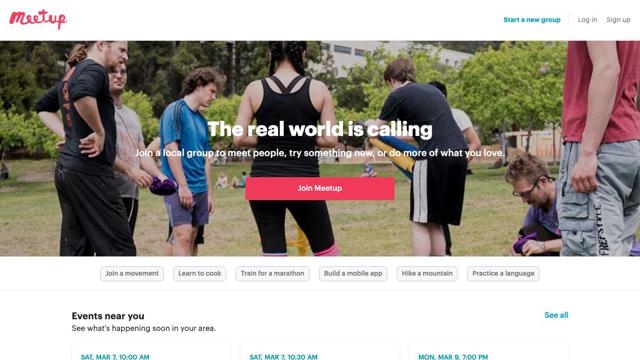 Meetup
Start a new group
Log in
Sign up
The real world is calling
Join a local group to meet people, try something new, or do more of what you love.
Join Meetup
FREESTYLE
Join a movement
Learn to cook
Train for a marathon
Build a mobile app
Hike a mountain
Practice a language
Events near you
See all
See what's happening soon in your area.
SAT, MAR 7, 10:00 AM
SAT, MAR 7, 10:30 AM
MON, MAR 9, 7:00 PM